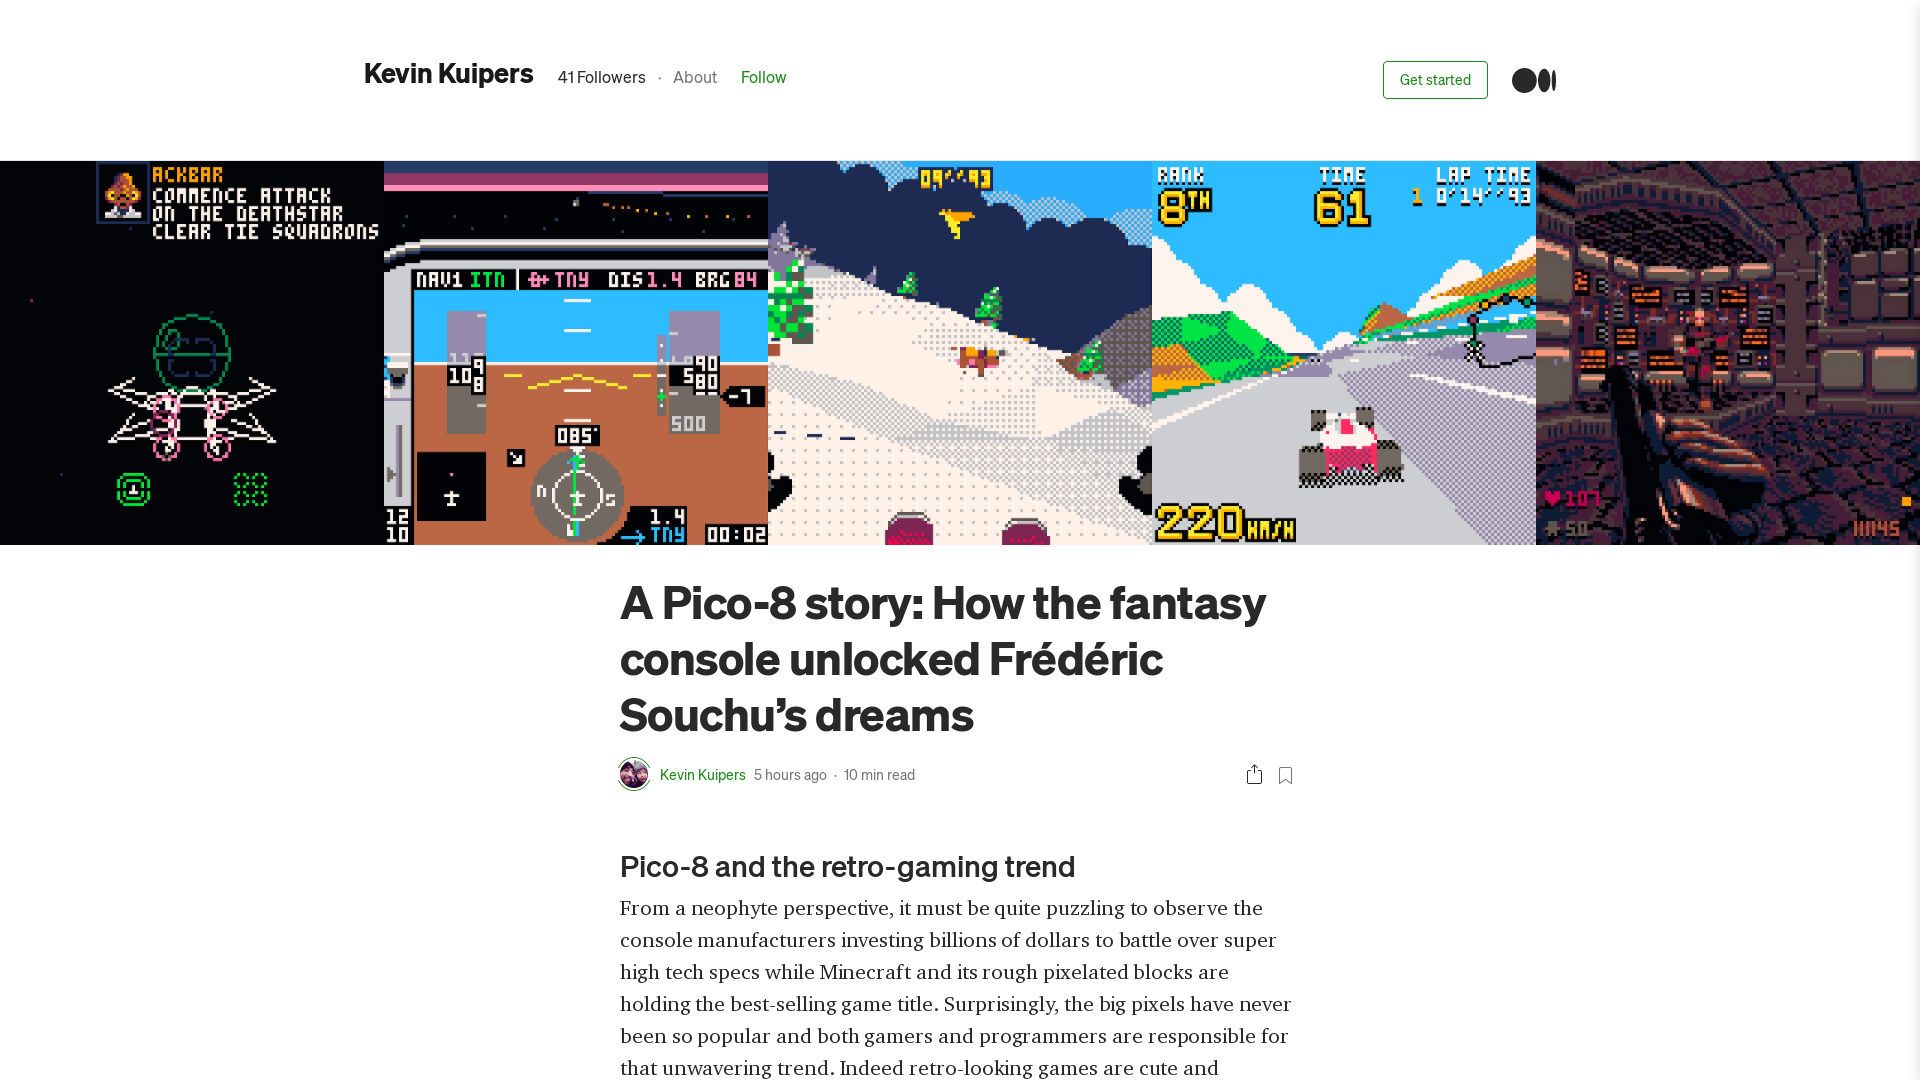 Kevin Kuipers
41 Followers · About Follow
Get started
ACKBAR
COMMENCE ATTACK
ON THE DEATHSTAR
CLEAR TIE SQUADRONS
1
NAV1 ITN TNY DIS 1.4 BRG 84
10
085°
500
-7
n
s
12
10
1.4
TNY
00:02
09''93
RANK
8TH
TIME
61
LAP TIME
1 0'14''93
220 KM/H
107
50
45
A Pico-8 story: How the fantasy
console unlocked Frédéric
Souchu’s dreams
Kevin Kuipers 5 hours ago · 10 min read
Pico-8 and the retro-gaming trend
From a neophyte perspective, it must be quite puzzling to observe the
console manufacturers investing billions of dollars to battle over super
high tech specs while Minecraft and its rough pixelated blocks are
holding the best-selling game title. Surprisingly, the big pixels have never
been so popular and both gamers and programmers are responsible for
that unwavering trend. Indeed retro-looking games are cute and